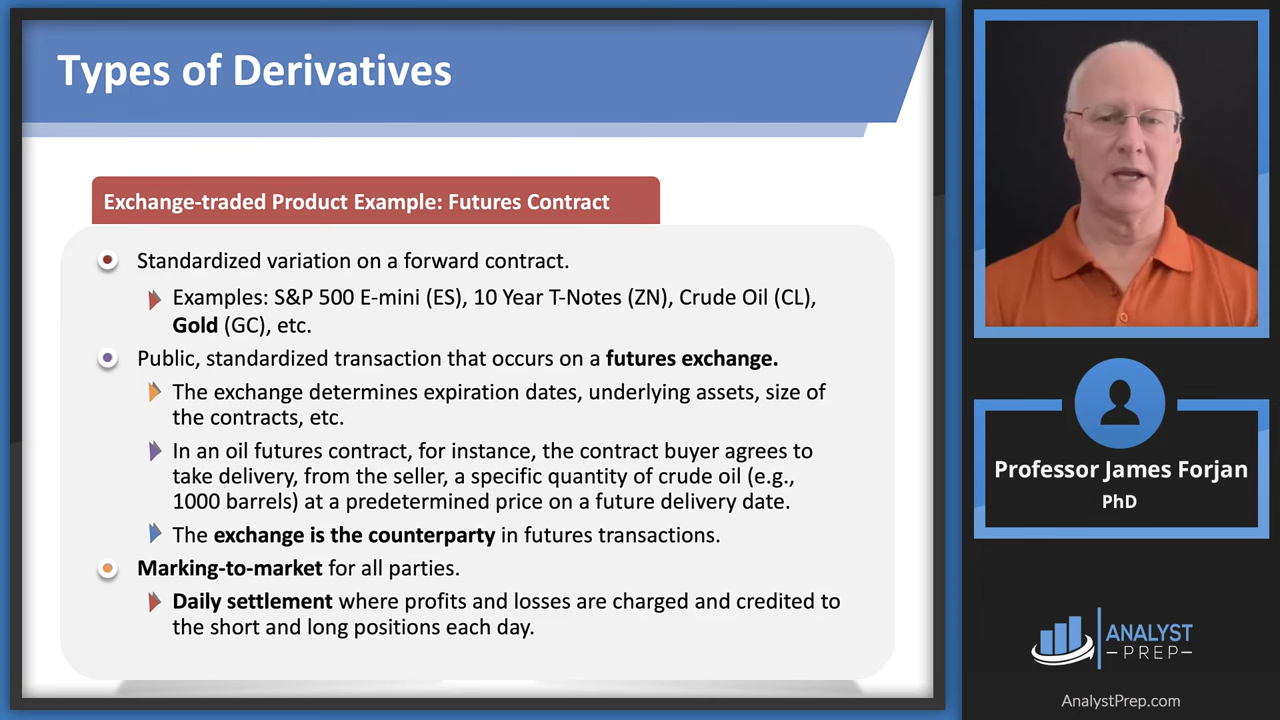 Types of Derivatives
Exchange-traded Product Example: Futures Contract
Standardized variation on a forward contract.
Examples: S&P 500 E-mini (ES), 10 Year T-Notes (ZN), Crude Oil (CL),
Gold (GC), etc.
Public, standardized transaction that occurs on a futures exchange.
The exchange determines expiration dates, underlying assets, size of
the contracts, etc.
In an oil futures contract, for instance, the contract buyer agrees to
take delivery, from the seller, a specific quantity of crude oil (e.g.,
1000 barrels) at a predetermined price on a future delivery date.
The exchange is the counterparty in futures transactions.
Marking-to-market for all parties.
Daily settlement where profits and losses are charged and credited to
the short and long positions each day.
Professor James Forjan
PhD
ANALYST
PREP
AnalystPrep.com